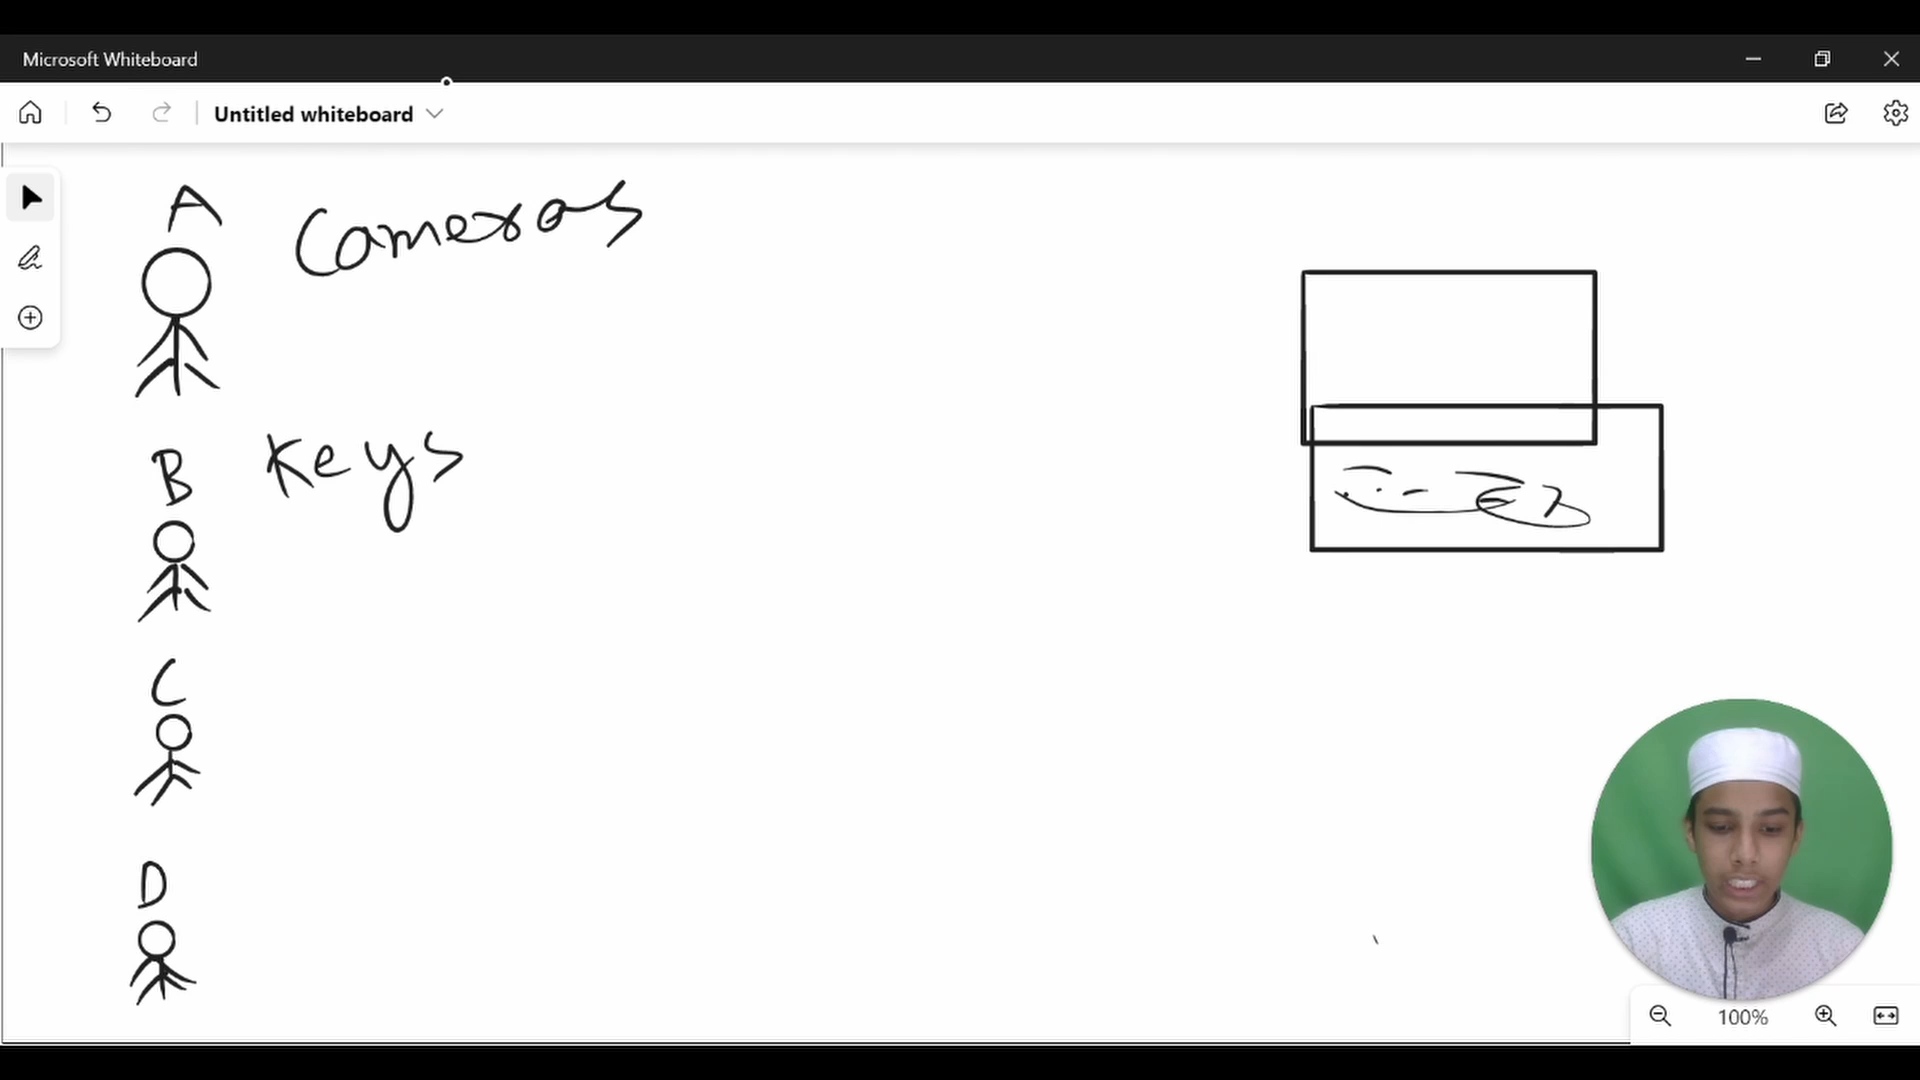 Microsoft Whiteboard
Untitled whiteboard
A
Cameras
B
Keys
C
D
100%